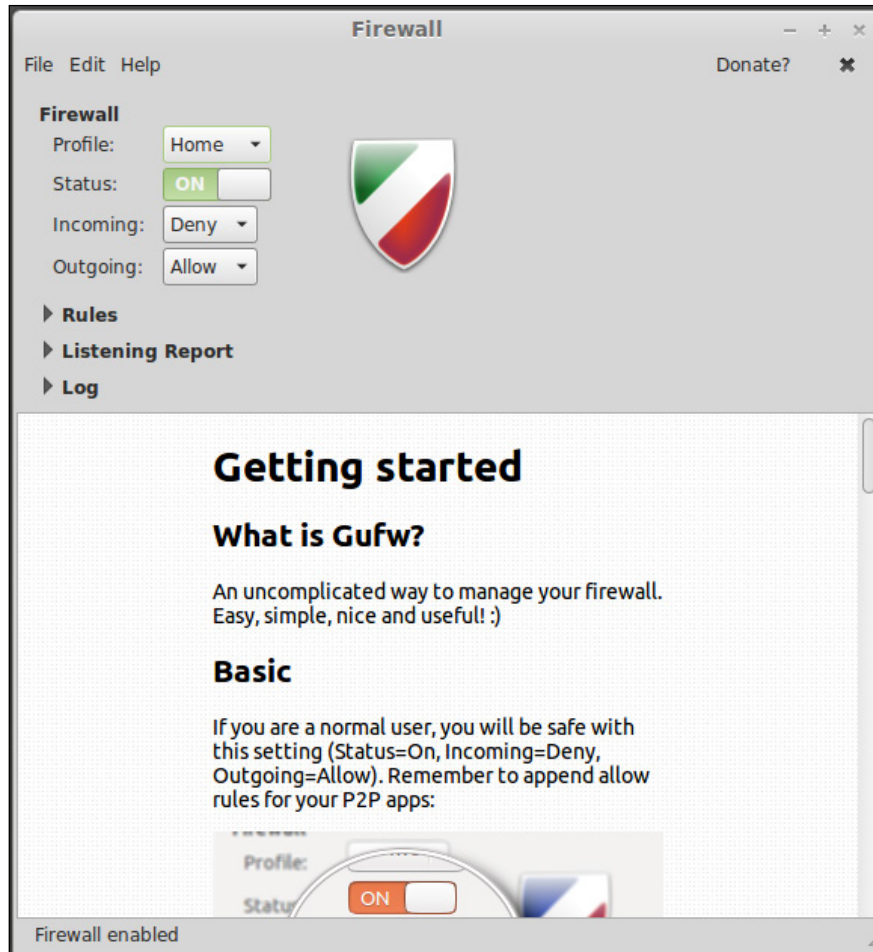 Firewall
File Edit Help Donate?
Firewall
Profile: Home
Status: ON
Incoming: Deny
Outgoing: Allow
Rules
Listening Report
Log
Getting started
What is Gufw?
An uncomplicated way to manage your firewall.
Easy, simple, nice and useful! :)
Basic
If you are a normal user, you will be safe with
this setting (Status=On, Incoming=Deny,
Outgoing=Allow). Remember to append allow
rules for your P2P apps:
Profile:
ON
Firewall enabled